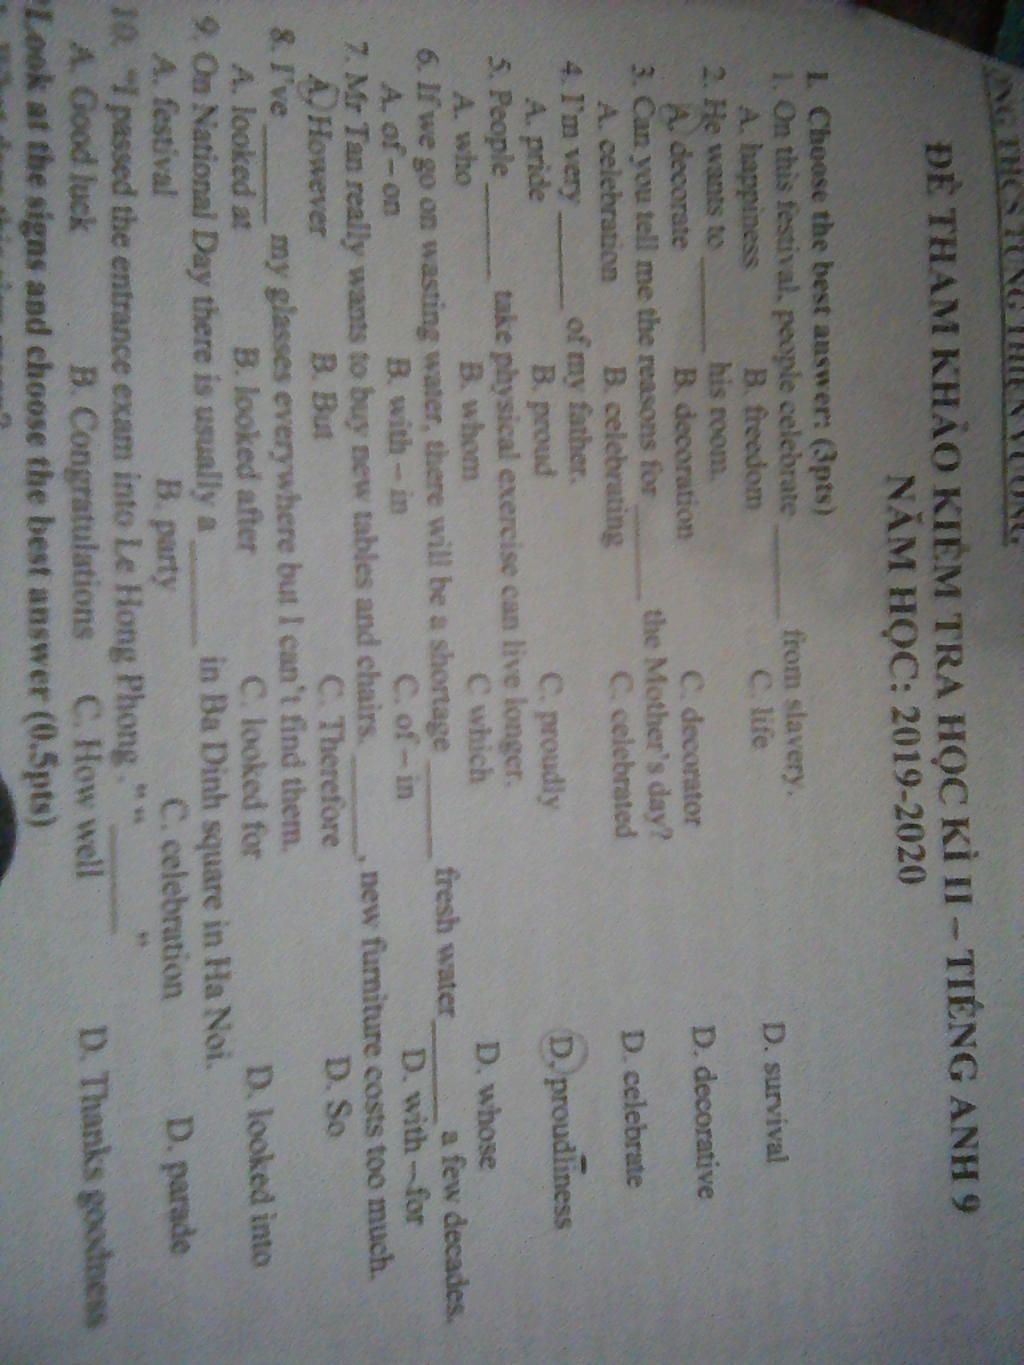 ĐỀ THAM KHẢO KIỂM TRA HỌC KÌ II – TIẾNG ANH 9
NĂM HỌC: 2019-2020
I. Choose the best answer: (3pts)
1. On this festival, people celebrate ______ from slavery.
A. happiness B. freedom C. life D. survival
2. He wants to ______ his room.
A. decorate B. decoration C. decorator D. decorative
3. Can you tell me the reasons for ______ the Mother's day?
A. celebration B. celebrating C. celebrated D. celebrate
4. I'm very ______ of my father.
A. pride B. proud C. proudly D. proudliness
5. People ______ take physical exercise can live longer.
A. who B. whom C which D. whose
6. If we go on wasting water, there will be a shortage ______ fresh water ______ a few decades.
A. of – on B. with – in C. of – in D. with –for
7. Mr Tan really wants to buy new tables and chairs. ______, new furniture costs too much.
A. However B. But C. Therefore D. So
8. I've ______ my glasses everywhere but I can't find them.
A. looked at B. looked after C. looked for D. looked into
9. On National Day there is usually a ______ in Ba Dinh square in Ha Noi.
A. festival B. party C. celebration D. parade
10. "I passed the entrance exam into Le Hong Phong ." " ______ "
A. Good luck B. Congratulations C. How well D. Thanks goodness
Look at the signs and choose the best answer (0.5pts)